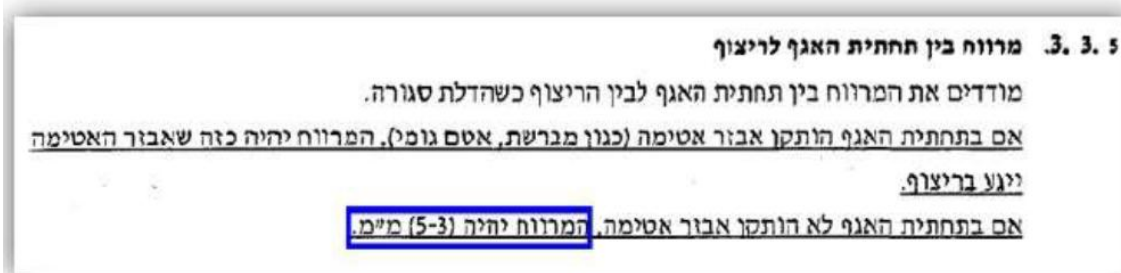 3. 3. 5. מרווח בין תחתית האגף לריצוף
מודדים את המרווח בין תחתית האגף לבין הריצוף כשהדלת סגורה.
אם בתחתית האגף הותקן אבזר אטימה (כגון מברשת, אטם גומי), המרווח יהיה כזה שאבזר האטימה
ייגע בריצוף.
אם בתחתית האגף לא הותקן אבזר אטימה, המרווח יהיה (5-3) מ"מ.